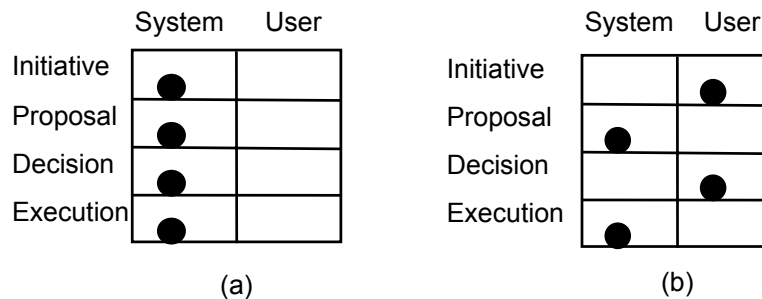 System User
Initiative
Proposal
Decision
Execution
(a)
System User
Initiative
Proposal
Decision
Execution
(b)